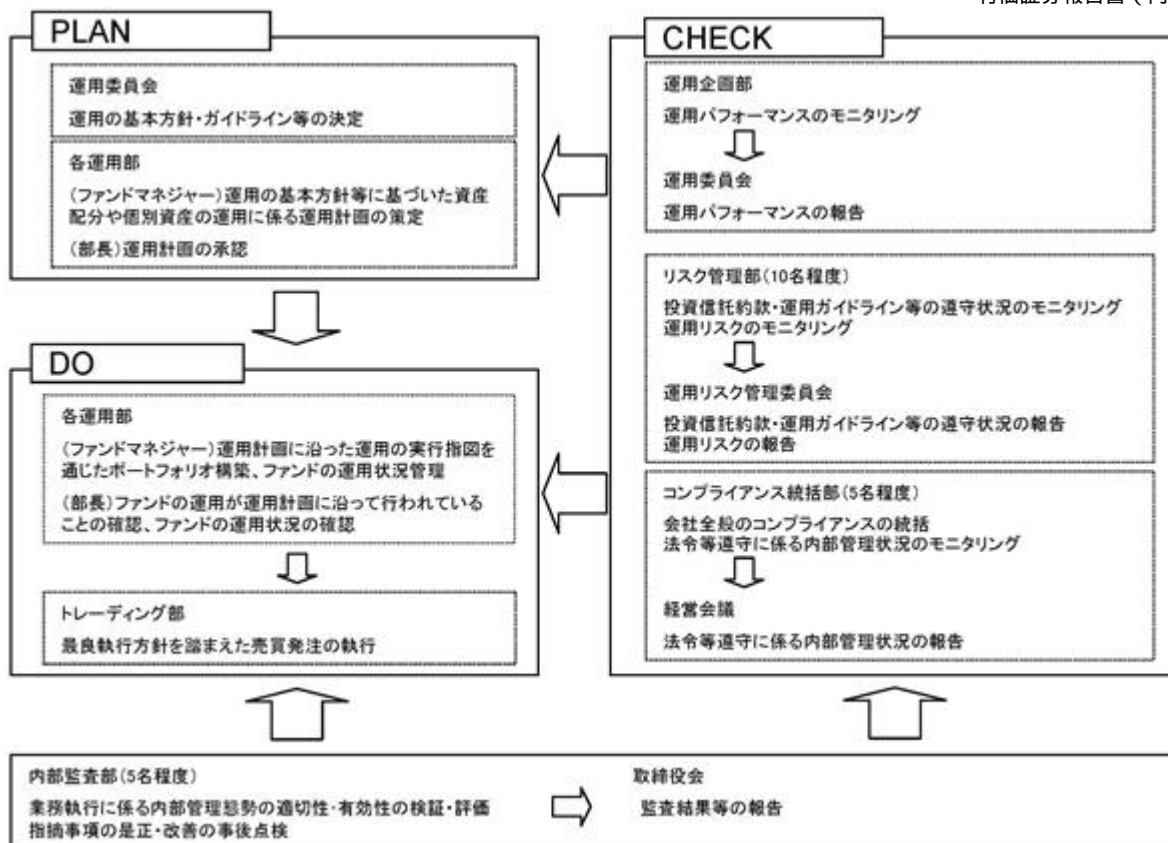 PLAN
運用委員会
運用の基本方針・ガイドライン等の決定
各運用部
(ファンドマネジャー)運用の基本方針等に基づいた資産
配分や個別資産の運用に係る運用計画の策定
(部長)運用計画の承認
DO
各運用部
(ファンドマネジャー)運用計画に沿った運用の実行指図を
通じたポートフォリオ構築、ファンドの運用状況管理
(部長)ファンドの運用が運用計画に沿って行われている
ことの確認、ファンドの運用状況の確認
トレーディング部
最良執行方針を踏まえた売買発注の執行
CHECK
運用企画部
運用パフォーマンスのモニタリング
運用委員会
運用パフォーマンスの報告
リスク管理部(10名程度)
投資信託約款・運用ガイドライン等の遵守状況のモニタリング
運用リスクのモニタリング
運用リスク管理委員会
投資信託約款・運用ガイドライン等の遵守状況の報告
運用リスクの報告
コンプライアンス統括部(5名程度)
会社全般のコンプライアンスの統括
法令等遵守に係る内部管理状況のモニタリング
経営会議
法令等遵守に係る内部管理状況の報告
内部監査部(5名程度)
業務執行に係る内部管理態勢の適切性・有効性の検証・評価
指摘事項の是正・改善の事後点検
取締役会
監査結果等の報告